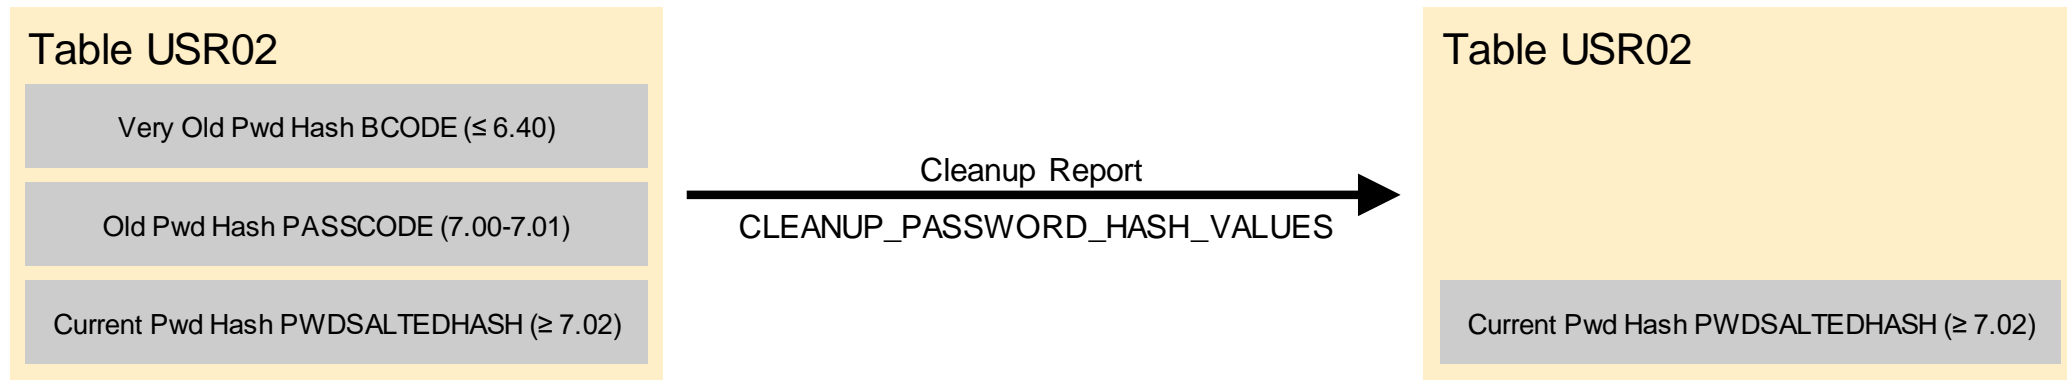 Table USR02
Very Old Pwd Hash BCODE (≤ 6.40)
Old Pwd Hash PASSCODE (7.00-7.01)
Current Pwd Hash PWDSALTEDHASH (≥ 7.02)
Cleanup Report
CLEANUP_PASSWORD_HASH_VALUES
Table USR02
Current Pwd Hash PWDSALTEDHASH (≥ 7.02)